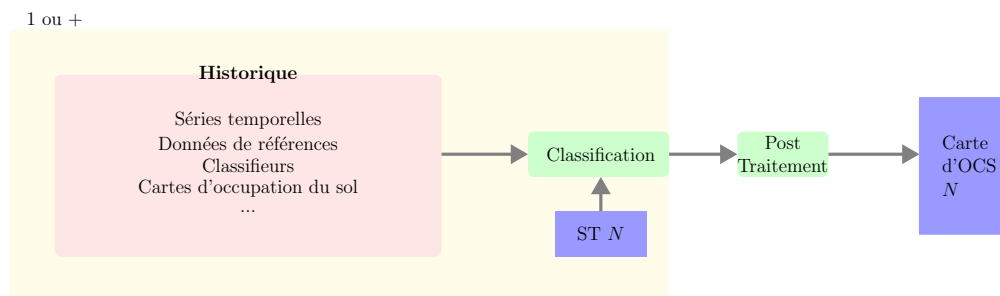 1 ou +
Historique
Séries temporelles
Données de références
Classifieurs
Cartes d'occupation du sol
...
Classification
ST N
Post
Traitement
Carte
d'OCS
N